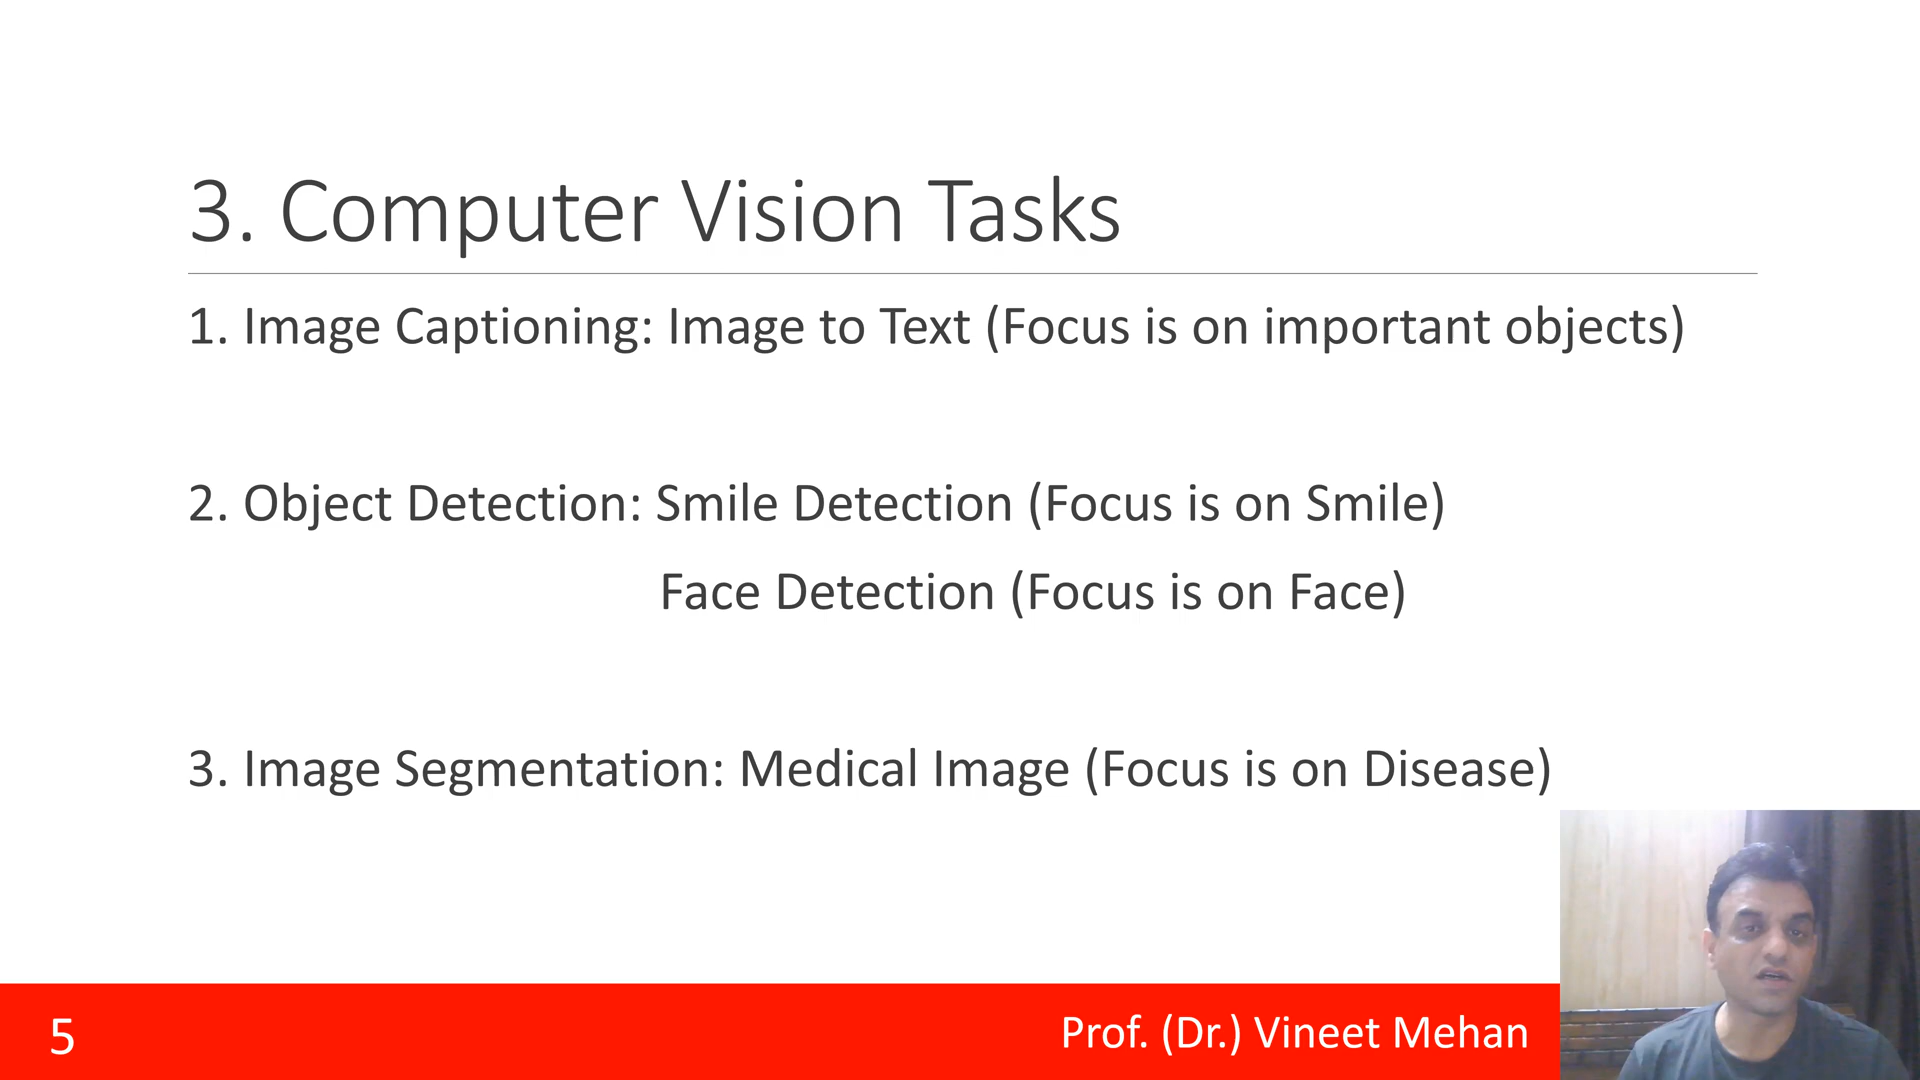 3. Computer Vision Tasks
1. Image Captioning: Image to Text (Focus is on important objects)
2. Object Detection: Smile Detection (Focus is on Smile)
Face Detection (Focus is on Face)
3. Image Segmentation: Medical Image (Focus is on Disease)
5
Prof. (Dr.) Vineet Mehan